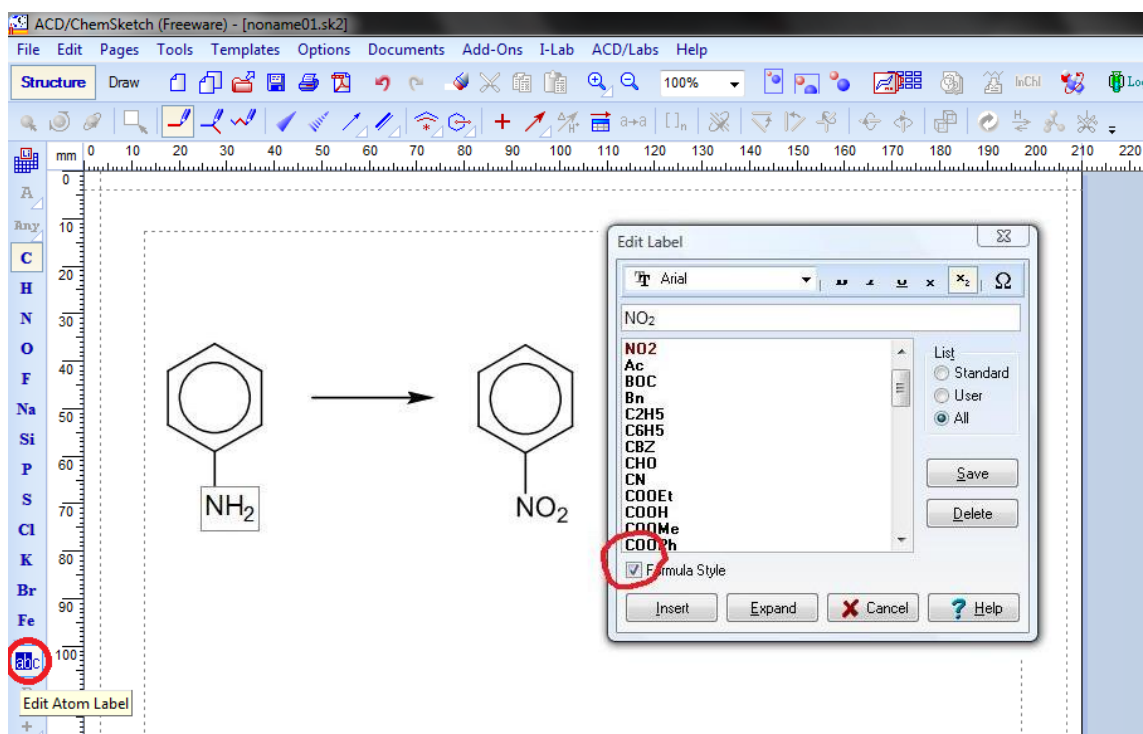 ACD/ChemSketch (Freeware) - [noname01.sk2]
File Edit Pages Tools Templates Options Documents Add-Ons I-Lab ACD/Labs Help
Structure Draw 100% InChI
mm 0 10 20 30 40 50 60 70 80 90 100 110 120 130 140 150 160 170 180 190 200 210 220
0
A
Any
10
C
20
H
N
30
O
40
F
Na
50
Si
P
60
S
70
Cl
K
80
Br
90
Fe
abc
100
Edit Atom Label
NH₂
NO₂
Edit Label
Arial
x x₂ Ω
NO₂
NO2
Ac
BOC
Bn
C2H5
C6H5
CBZ
CHO
CN
COOEt
COOH
COOMe
COOPh
List
Standard
User
All
Save
Delete
Formula Style
Insert Expand Cancel Help